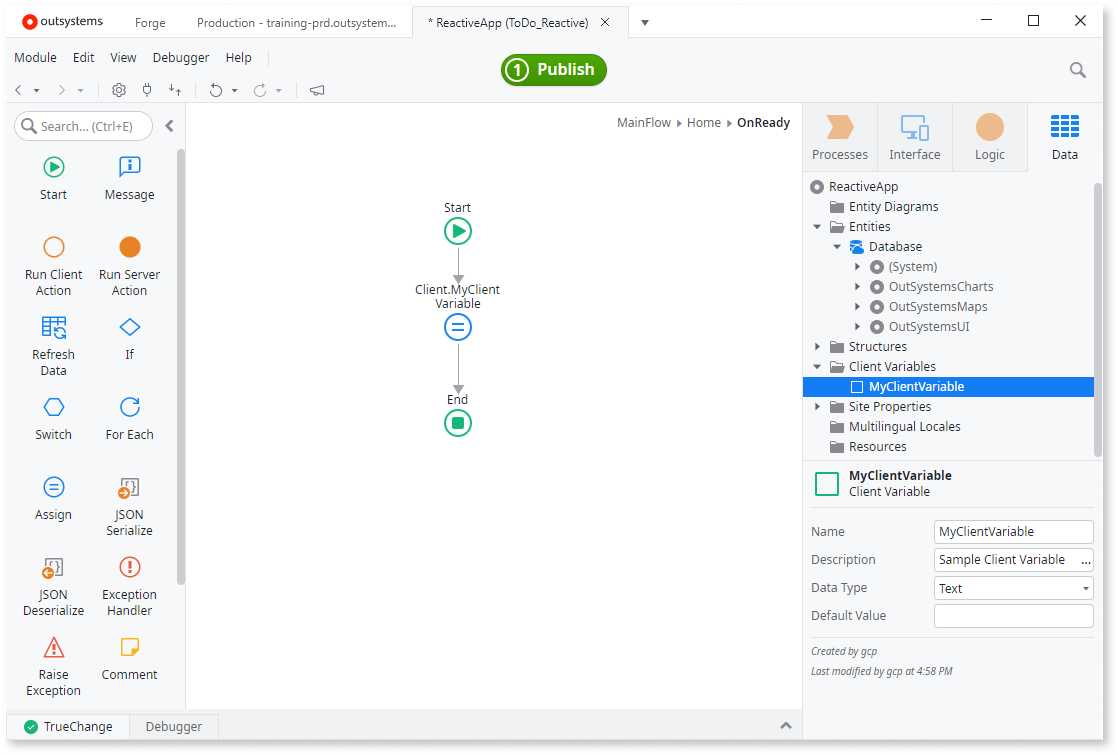 outsystems
Forge
Production - training-prd.outsystem...
* ReactiveApp (ToDo_Reactive)
Module
Edit
View
Debugger
Help
1 Publish
Search... (Ctrl+E)
Start
Message
Run Client
Action
Run Server
Action
Refresh
Data
If
Switch
For Each
Assign
JSON
Serialize
JSON
Deserialize
Exception
Handler
Raise
Exception
Comment
MainFlow
Home
OnReady
Start
Client.MyClient
Variable
End
Processes
Interface
Logic
Data
ReactiveApp
Entity Diagrams
Entities
Database
(System)
OutSystemsCharts
OutSystemsMaps
OutSystemsUI
Structures
Client Variables
MyClientVariable
Site Properties
Multilingual Locales
Resources
MyClientVariable
Client Variable
Name
MyClientVariable
Description
Sample Client Variable ...
Data Type
Text
Default Value
Created by gcp
Last modified by gcp at 4:58 PM
TrueChange
Debugger